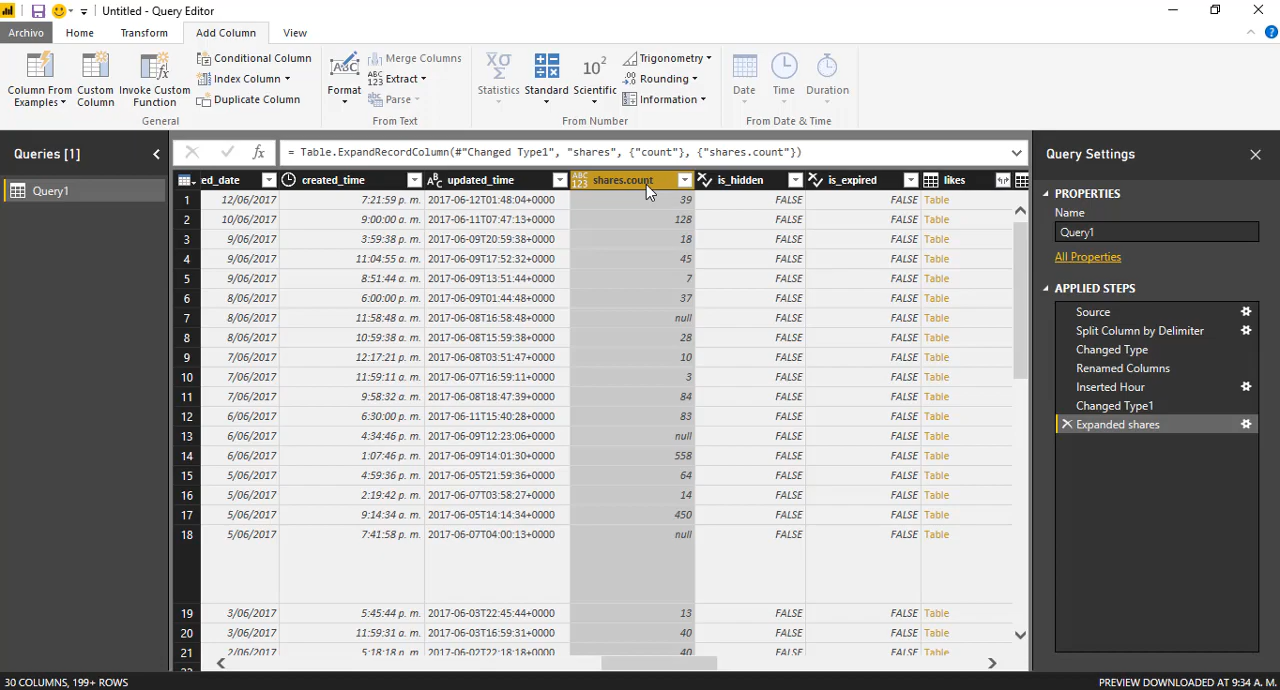 Untitled - Query Editor
Archivo Home Transform Add Column View
Column From Examples
Custom Column
Invoke Custom Function
Conditional Column
Index Column
Duplicate Column
General
Format
Merge Columns
Extract
Parse
From Text
Statistics
Standard
Scientific
Trigonometry
Rounding
Information
From Number
Date
Time
Duration
From Date & Time
Queries [1]
Query1
= Table.ExpandRecordColumn(#"Changed Type1", "shares", {"count"}, {"shares.count"})
ed_date created_time updated_time shares.count is_hidden is_expired likes
1 12/06/2017 7:21:59 p. m. 2017-06-12T01:48:04+0000 39 FALSE FALSE Table
2 10/06/2017 9:00:00 a. m. 2017-06-11T07:47:13+0000 128 FALSE FALSE Table
3 9/06/2017 3:59:38 p. m. 2017-06-09T20:59:38+0000 18 FALSE FALSE Table
4 9/06/2017 11:04:55 a. m. 2017-06-09T17:52:32+0000 45 FALSE FALSE Table
5 9/06/2017 8:51:44 a. m. 2017-06-09T13:51:44+0000 7 FALSE FALSE Table
6 8/06/2017 6:00:00 p. m. 2017-06-09T01:44:48+0000 37 FALSE FALSE Table
7 8/06/2017 11:58:48 a. m. 2017-06-08T16:58:48+0000 null FALSE FALSE Table
8 8/06/2017 10:59:38 a. m. 2017-06-08T15:59:38+0000 28 FALSE FALSE Table
9 7/06/2017 12:17:21 p. m. 2017-06-08T03:51:47+0000 10 FALSE FALSE Table
10 7/06/2017 11:59:11 a. m. 2017-06-07T16:59:11+0000 3 FALSE FALSE Table
11 7/06/2017 9:58:32 a. m. 2017-06-08T18:47:39+0000 84 FALSE FALSE Table
12 6/06/2017 6:30:00 p. m. 2017-06-11T15:40:28+0000 83 FALSE FALSE Table
13 6/06/2017 4:34:46 p. m. 2017-06-09T12:23:06+0000 null FALSE FALSE Table
14 6/06/2017 1:07:46 p. m. 2017-06-09T14:01:30+0000 558 FALSE FALSE Table
15 5/06/2017 4:59:36 p. m. 2017-06-05T21:59:36+0000 64 FALSE FALSE Table
16 5/06/2017 2:19:42 p. m. 2017-06-07T03:58:27+0000 14 FALSE FALSE Table
17 5/06/2017 9:14:34 a. m. 2017-06-05T14:14:34+0000 450 FALSE FALSE Table
18 5/06/2017 7:41:58 p. m. 2017-06-07T04:00:13+0000 null FALSE FALSE Table
19 3/06/2017 5:45:44 p. m. 2017-06-03T22:45:44+0000 13 FALSE FALSE Table
20 3/06/2017 11:59:31 a. m. 2017-06-03T16:59:31+0000 40 FALSE FALSE Table
21 2/06/2017 5:18:18 p. m. 2017-06-02T22:18:18+0000 40 FALSE FALSE Table
Query Settings
PROPERTIES
Name
Query1
All Properties
APPLIED STEPS
Source
Split Column by Delimiter
Changed Type
Renamed Columns
Inserted Hour
Changed Type1
Expanded shares
30 COLUMNS, 199+ ROWS
PREVIEW DOWNLOADED AT 9:34 A. M.